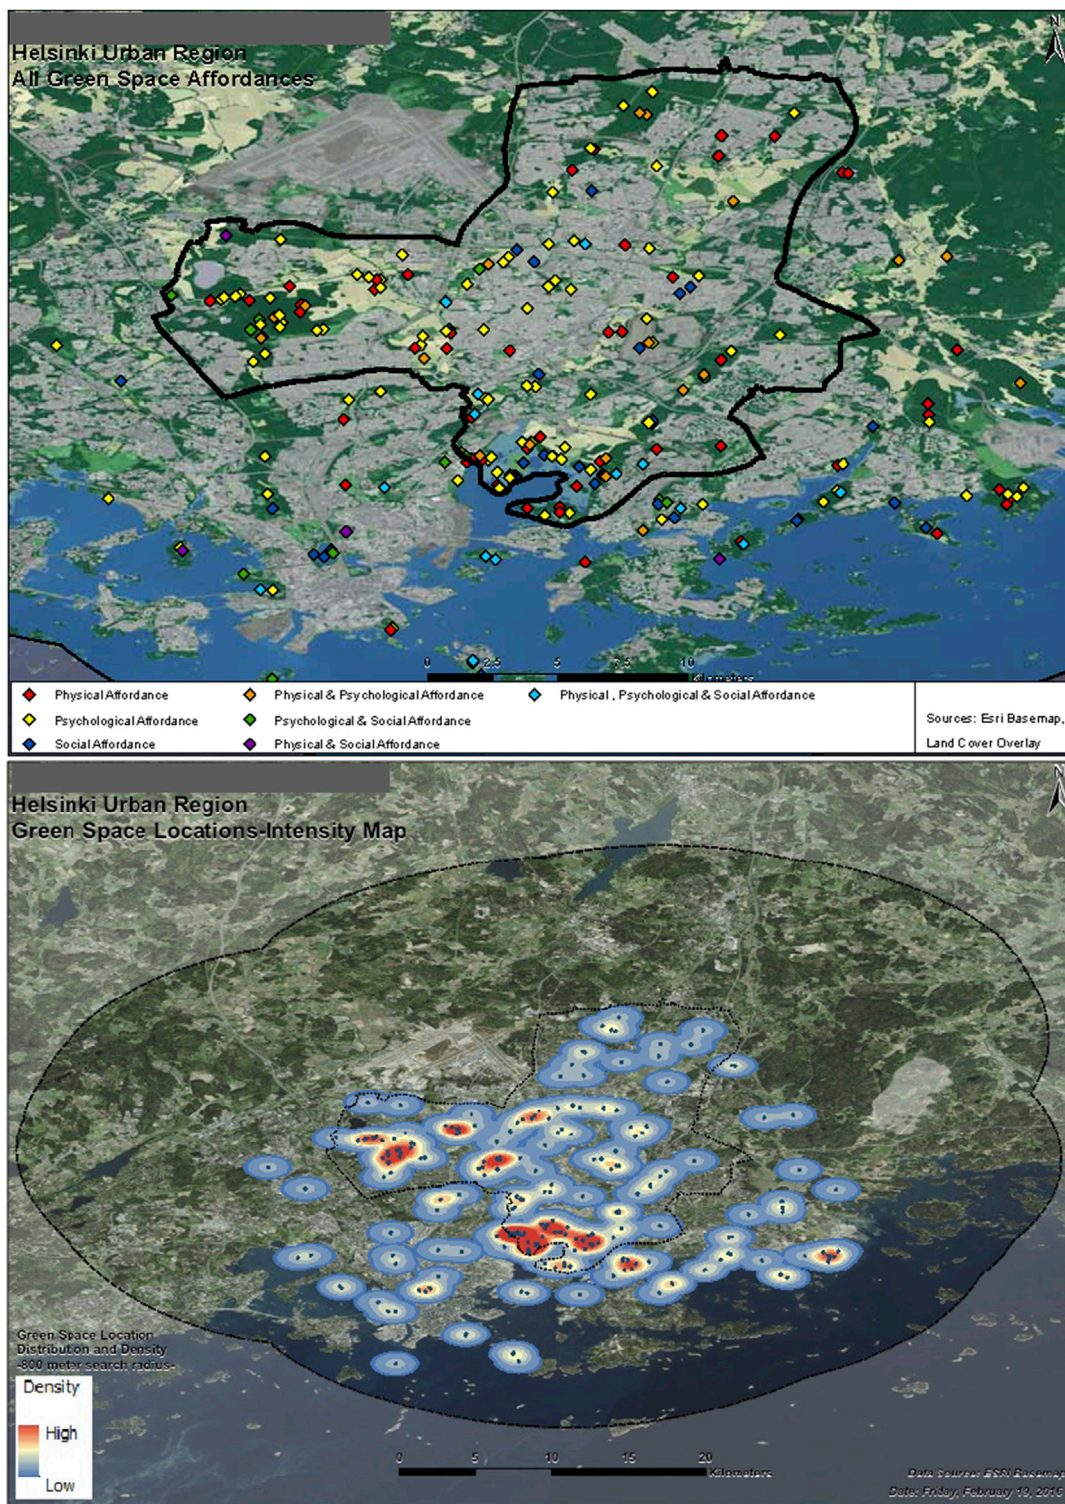 Helsinki Urban Region
All Green Space Affordances
N
0 2.5 5 7.5 10
Kilometers
Physical Affordance
Physical & Psychological Affordance
Physical , Psychological & Social Affordance
Psychological Affordance
Psychological & Social Affordance
Social Affordance
Physical & Social Affordance
Sources: Esri Basemap,
Land Cover Overlay
Helsinki Urban Region
Green Space Locations-Intensity Map
N
Green Space Location
Distribution and Density
-800 meter search radius-
Density
High
Low
0 5 10 15 20
Kilometers
Data Source: ESRI Basemap
Date: Friday, February 19, 2016